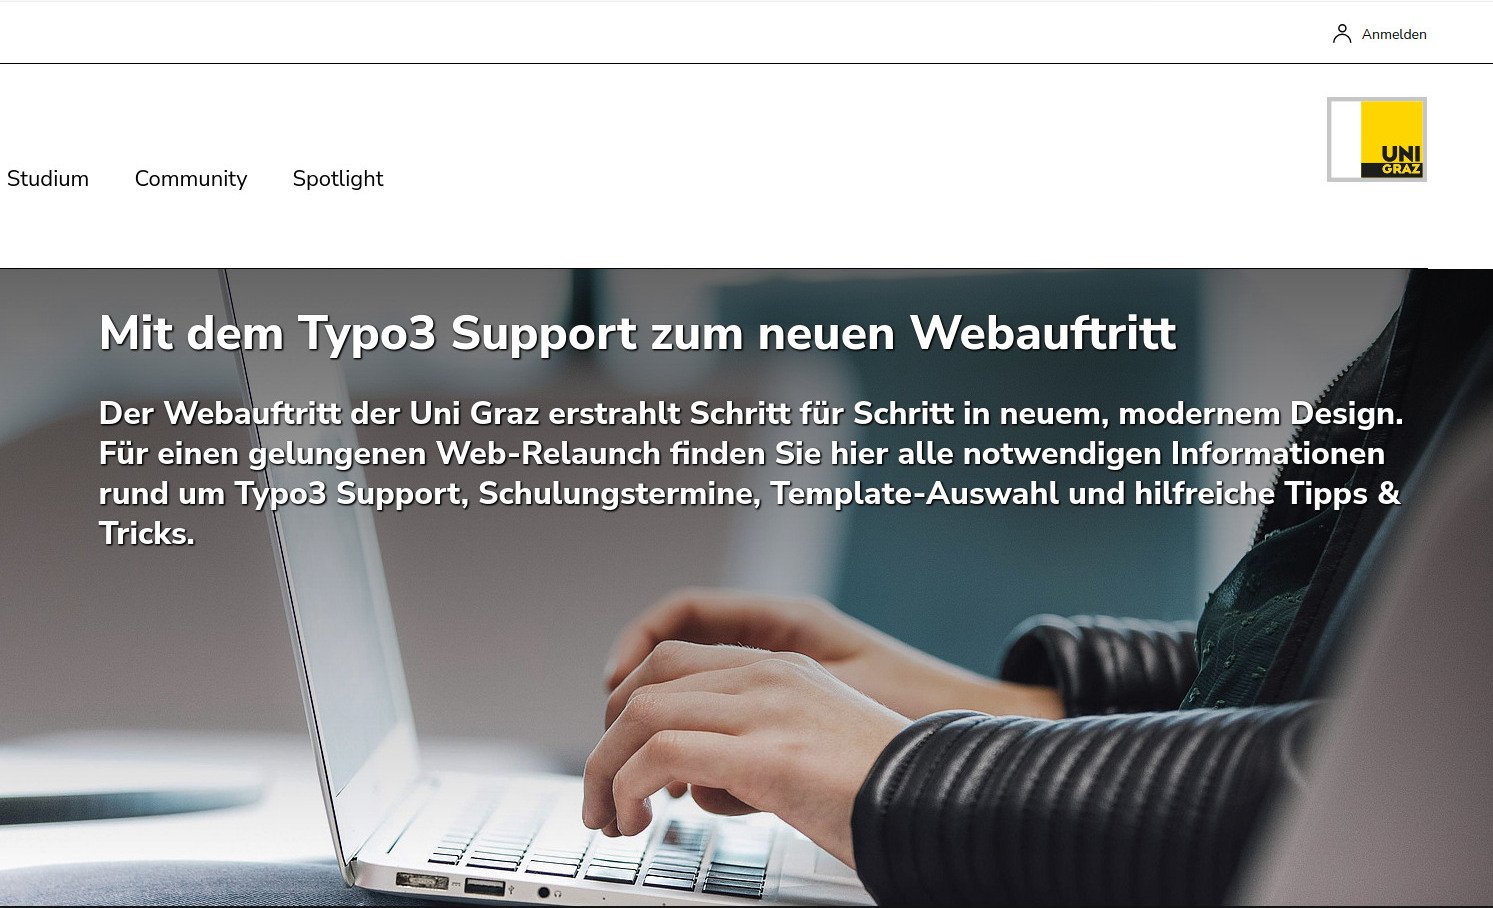 Anmelden
UNI
GRAZ
Studium Community Spotlight
Mit dem Typo3 Support zum neuen Webauftritt
Der Webauftritt der Uni Graz erstrahlt Schritt für Schritt in neuem, modernem Design.
Für einen gelungenen Web-Relaunch finden Sie hier alle notwendigen Informationen
rund um Typo3 Support, Schulungstermine, Template-Auswahl und hilfreiche Tipps &
Tricks.